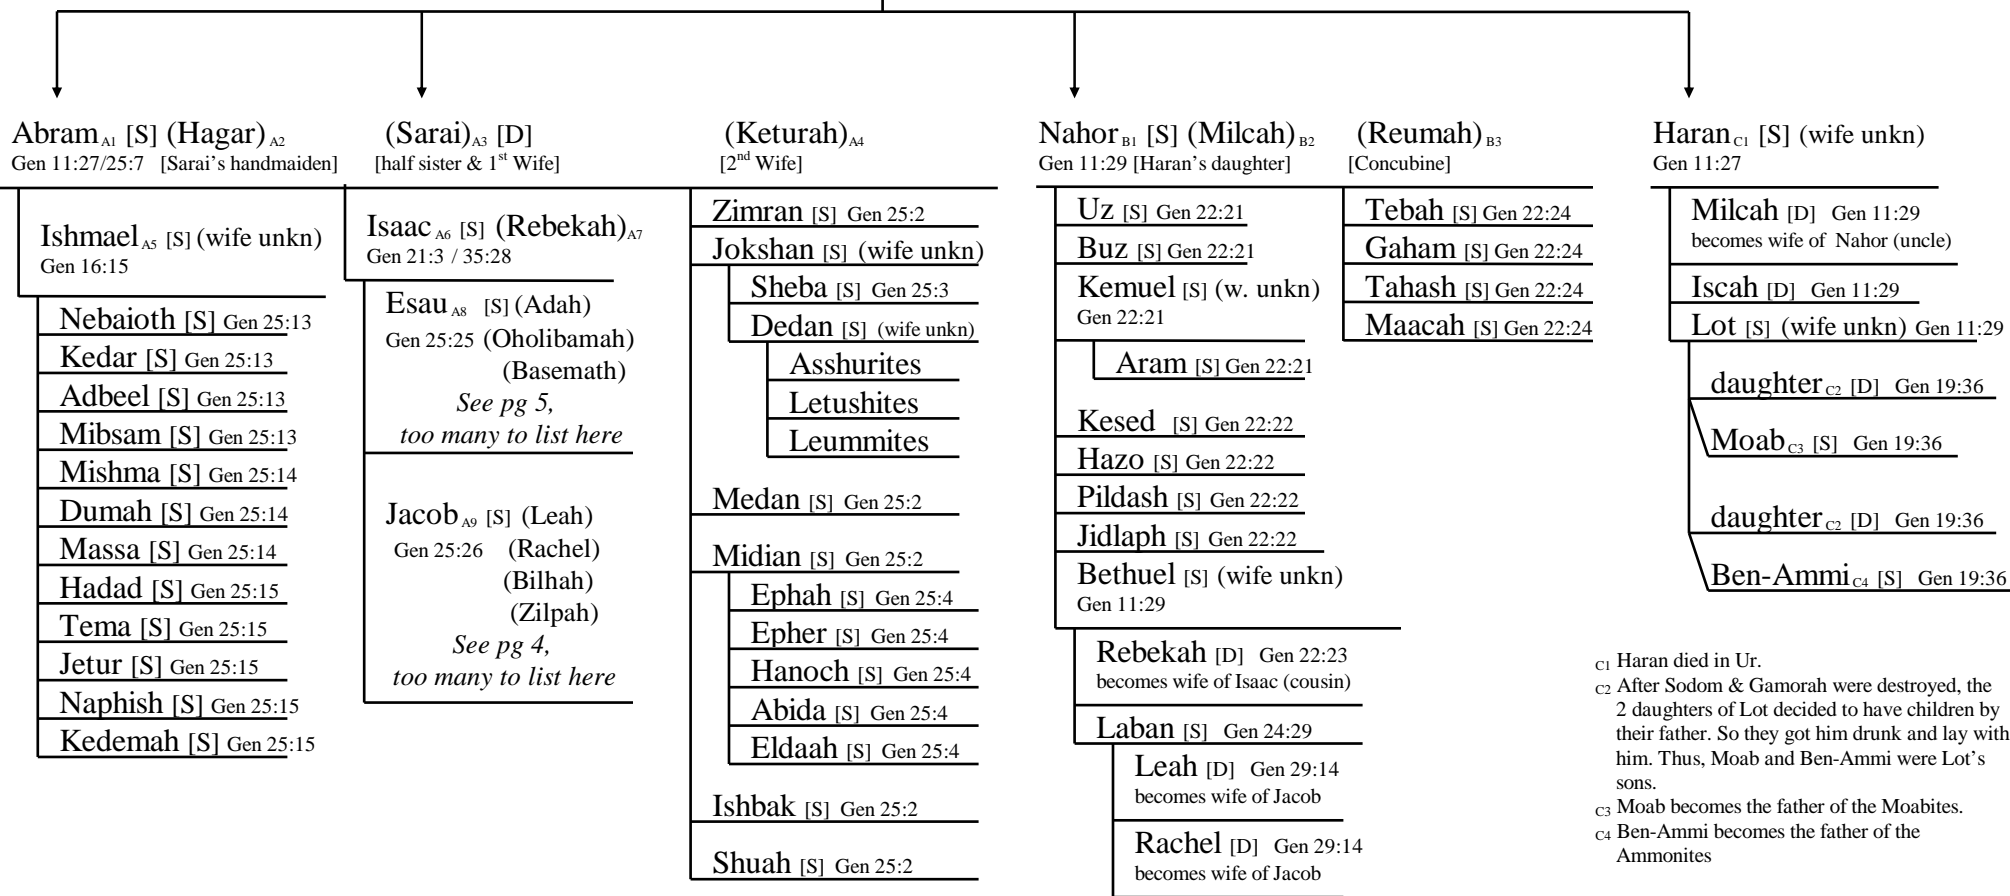 Abram A1 [S] (Hagar) A2
Gen 11:27/25:7 [Sarai's handmaiden]
Ishmael A5 [S] (wife unkn)
Gen 16:15
Nebaioth [S] Gen 25:13
Kedar [S] Gen 25:13
Adbeel [S] Gen 25:13
Mibsam [S] Gen 25:13
Mishma [S] Gen 25:14
Dumah [S] Gen 25:14
Massa [S] Gen 25:14
Hadad [S] Gen 25:15
Tema [S] Gen 25:15
Jetur [S] Gen 25:15
Naphish [S] Gen 25:15
Kedemah [S] Gen 25:15
(Sarai) A3 [D]
[half sister & 1st Wife]
Isaac A6 [S] (Rebekah) A7
Gen 21:3 / 35:28
Esau A8 [S] (Adah)
Gen 25:25 (Oholibamah)
(Basemath)
See pg 5,
too many to list here
Jacob A9 [S] (Leah)
Gen 25:26 (Rachel)
(Bilhah)
(Zilpah)
See pg 4,
too many to list here
(Keturah) A4
[2nd Wife]
Zimran [S] Gen 25:2
Jokshan [S] (wife unkn)
Sheba [S] Gen 25:3
Dedan [S] (wife unkn)
Asshurites
Letushites
Leummites
Medan [S] Gen 25:2
Midian [S] Gen 25:2
Ephah [S] Gen 25:4
Epher [S] Gen 25:4
Hanoch [S] Gen 25:4
Abida [S] Gen 25:4
Eldaah [S] Gen 25:4
Ishbak [S] Gen 25:2
Shuah [S] Gen 25:2
Nahor B1 [S] (Milcah) B2
Gen 11:29 [Haran's daughter]
Uz [S] Gen 22:21
Buz [S] Gen 22:21
Kemuel [S] (w. unkn)
Gen 22:21
Aram [S] Gen 22:21
Kesed [S] Gen 22:22
Hazo [S] Gen 22:22
Pildash [S] Gen 22:22
Jidlaph [S] Gen 22:22
Bethuel [S] (wife unkn)
Gen 11:29
Rebekah [D] Gen 22:23
becomes wife of Isaac (cousin)
Laban [S] Gen 24:29
Leah [D] Gen 29:14
becomes wife of Jacob
Rachel [D] Gen 29:14
becomes wife of Jacob
(Reumah) B3
[Concubine]
Tebah [S] Gen 22:24
Gaham [S] Gen 22:24
Tahash [S] Gen 22:24
Maacah [S] Gen 22:24
Haran C1 [S] (wife unkn)
Gen 11:27
Milcah [D] Gen 11:29
becomes wife of Nahor (uncle)
Iscah [D] Gen 11:29
Lot [S] (wife unkn) Gen 11:29
daughter C2 [D] Gen 19:36
Moab C3 [S] Gen 19:36
daughter C2 [D] Gen 19:36
Ben-Ammi C4 [S] Gen 19:36
C1 Haran died in Ur.
C2 After Sodom & Gamorah were destroyed, the
2 daughters of Lot decided to have children by
their father. So they got him drunk and lay with
him. Thus, Moab and Ben-Ammi were Lot's
sons.
C3 Moab becomes the father of the Moabites.
C4 Ben-Ammi becomes the father of the
Ammonites